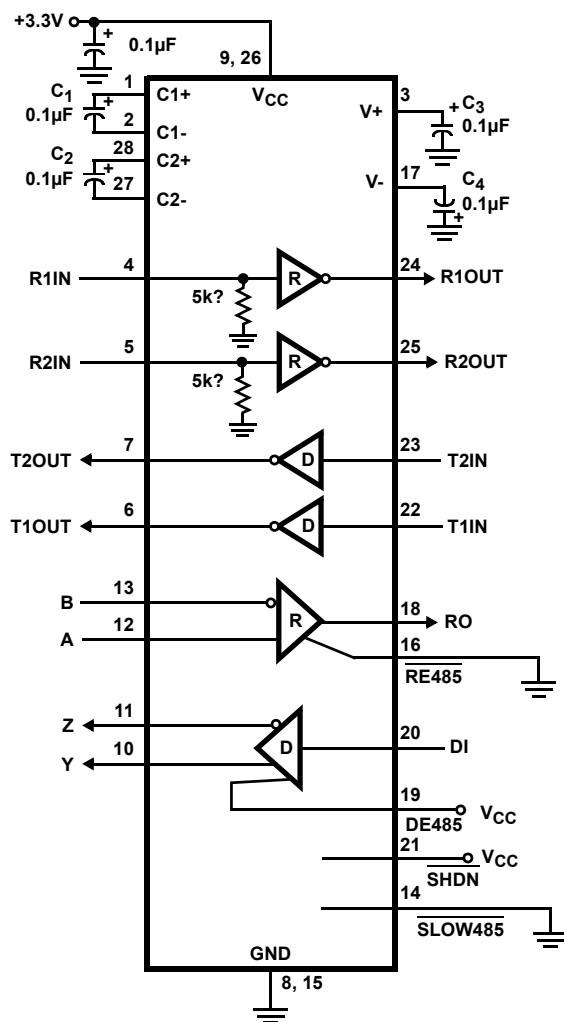 +3.3V
+
0.1µF
9, 26
VCC
1
C1+
C1
0.1µF
+
2
C1-
28
C2+
C2
0.1µF
+
27
C2-
3
V+
+
C3
0.1µF
17
V-
C4
0.1µF
+
R1IN
4
5k?
R
24
R1OUT
R2IN
5
5k?
R
25
R2OUT
T2OUT
7
D
23
T2IN
T1OUT
6
D
22
T1IN
B
13
A
12
R
18
RO
16
RE485
Z
11
Y
10
D
20
DI
19
DE485
VCC
21
SHDN
VCC
14
SLOW485
GND
8, 15